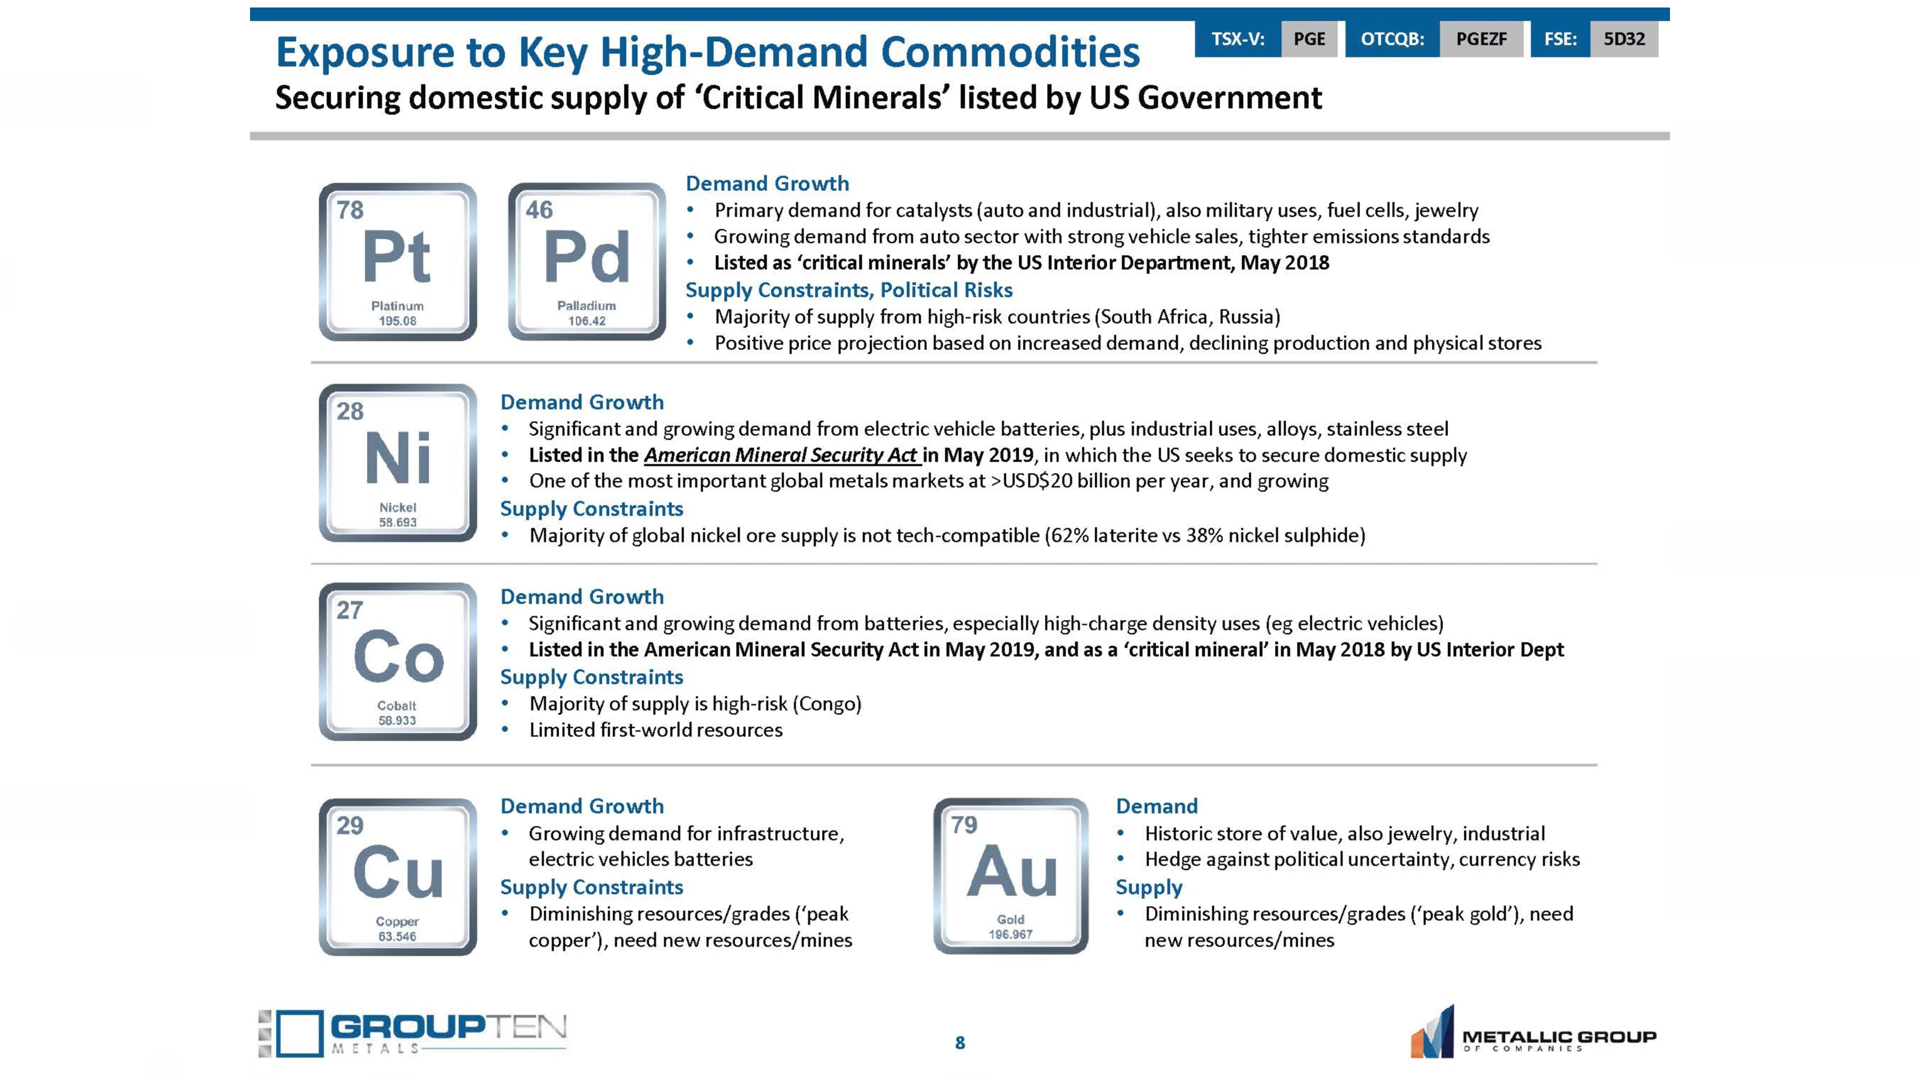 Exposure to Key High-Demand Commodities
TSX-V: PGE OTCQB: PGEZF FSE: 5D32
Securing domestic supply of ‘Critical Minerals’ listed by US Government
78
Pt
Platinum
195.08
46
Pd
Palladium
106.42
Demand Growth
• Primary demand for catalysts (auto and industrial), also military uses, fuel cells, jewelry
• Growing demand from auto sector with strong vehicle sales, tighter emissions standards
• Listed as ‘critical minerals’ by the US Interior Department, May 2018
Supply Constraints, Political Risks
• Majority of supply from high-risk countries (South Africa, Russia)
• Positive price projection based on increased demand, declining production and physical stores
28
Ni
Nickel
58.693
Demand Growth
• Significant and growing demand from electric vehicle batteries, plus industrial uses, alloys, stainless steel
• Listed in the American Mineral Security Act in May 2019, in which the US seeks to secure domestic supply
• One of the most important global metals markets at >USD$20 billion per year, and growing
Supply Constraints
• Majority of global nickel ore supply is not tech-compatible (62% laterite vs 38% nickel sulphide)
27
Co
Cobalt
58.933
Demand Growth
• Significant and growing demand from batteries, especially high-charge density uses (eg electric vehicles)
• Listed in the American Mineral Security Act in May 2019, and as a ‘critical mineral’ in May 2018 by US Interior Dept
Supply Constraints
• Majority of supply is high-risk (Congo)
• Limited first-world resources
29
Cu
Copper
63.546
Demand Growth
• Growing demand for infrastructure,
electric vehicles batteries
Supply Constraints
• Diminishing resources/grades (‘peak
copper’), need new resources/mines
79
Au
Gold
196.967
Demand
• Historic store of value, also jewelry, industrial
• Hedge against political uncertainty, currency risks
Supply
• Diminishing resources/grades (‘peak gold’), need
new resources/mines
GROUPTEN
METALS
8
METALLIC GROUP
OF COMPANIES